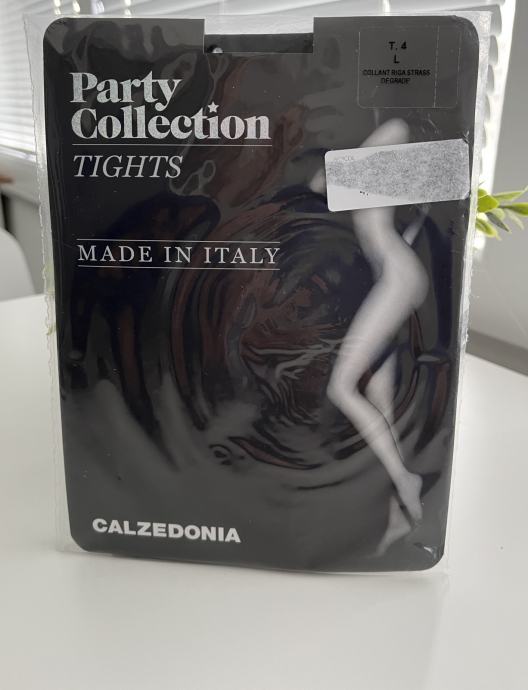 T. 4
L
COLLANT RIGA STRASS
DEGRADE'
Party
Collection
TIGHTS
MADE IN ITALY
CALZEDONIA